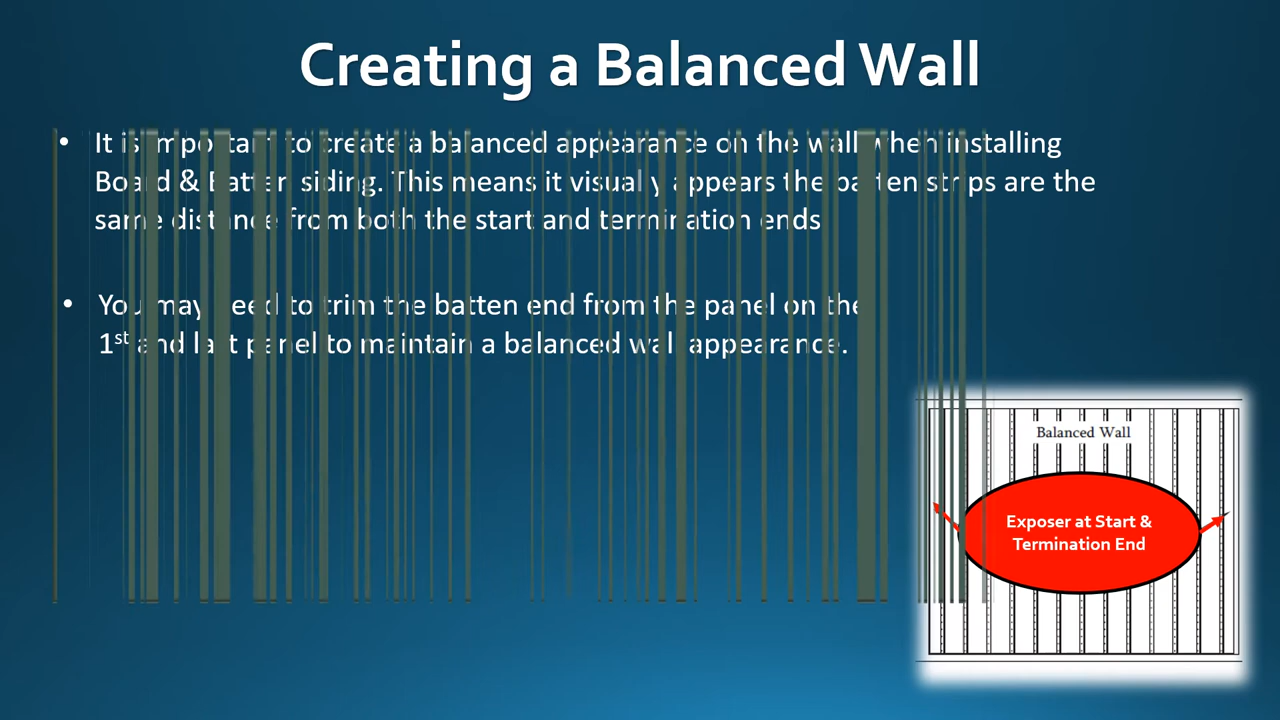 Creating a Balanced Wall
• It is important to create a balanced appearance on the wall when installing
Board & Batten siding. This means it visually appears the batten strips are the
same distance from both the start and termination ends
• You may need to trim the batten end from the panel on the
1st and last panel to maintain a balanced wall appearance.
Balanced Wall
Exposer at Start &
Termination End